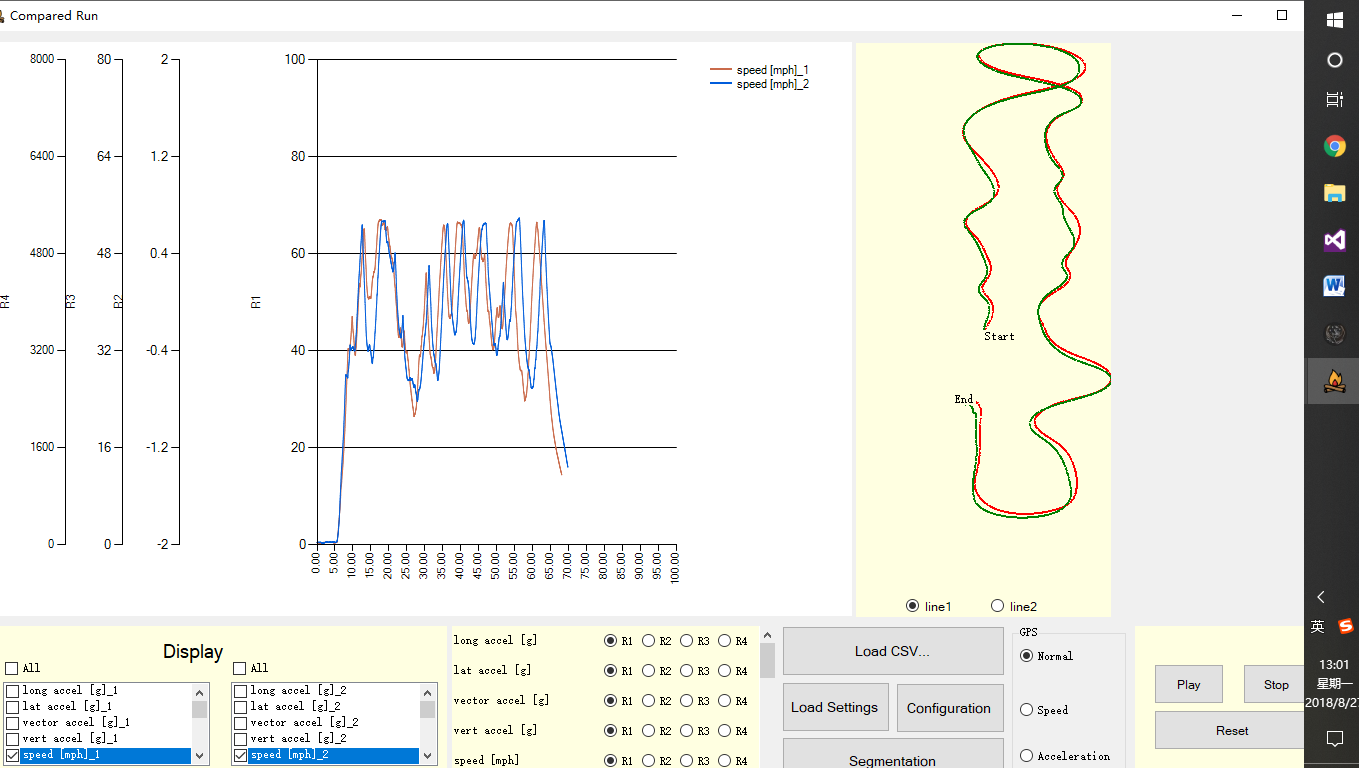 Compared Run
8000
6400
4800
3200
1600
0
R4
80
64
48
32
16
0
R3
2
1.2
0.4
-0.4
-1.2
-2
R2
100
80
60
40
20
0
R1
0.00 5.00 10.00 15.00 20.00 25.00 30.00 35.00 40.00 45.00 50.00 55.00 60.00 65.00 70.00 75.00 80.00 85.00 90.00 95.00 100.00
speed [mph]_1
speed [mph]_2
Start
End
line1 line2
Display
All
long accel [g]_1
lat accel [g]_1
vector accel [g]_1
vert accel [g]_1
speed [mph]_1
All
long accel [g]_2
lat accel [g]_2
vector accel [g]_2
vert accel [g]_2
speed [mph]_2
long accel [g] R1 R2 R3 R4
lat accel [g] R1 R2 R3 R4
vector accel [g] R1 R2 R3 R4
vert accel [g] R1 R2 R3 R4
speed [mph] R1 R2 R3 R4
Load CSV...
Load Settings
Configuration
Segmentation
GPS
Normal
Speed
Acceleration
Play
Stop
Reset
英
13:01
星期一
2018/8/27